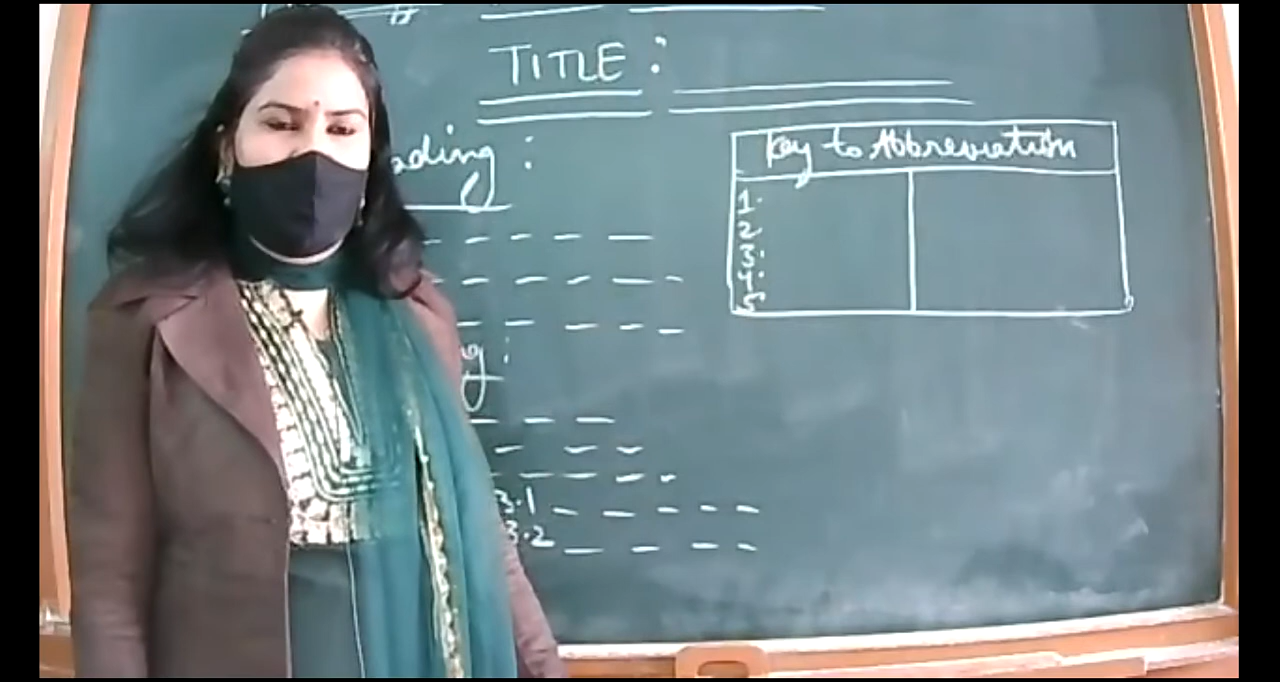 TITLE :
ading :
Key to Abbreviation
1.
2
3.
4.
5
g :
3.1
3.2